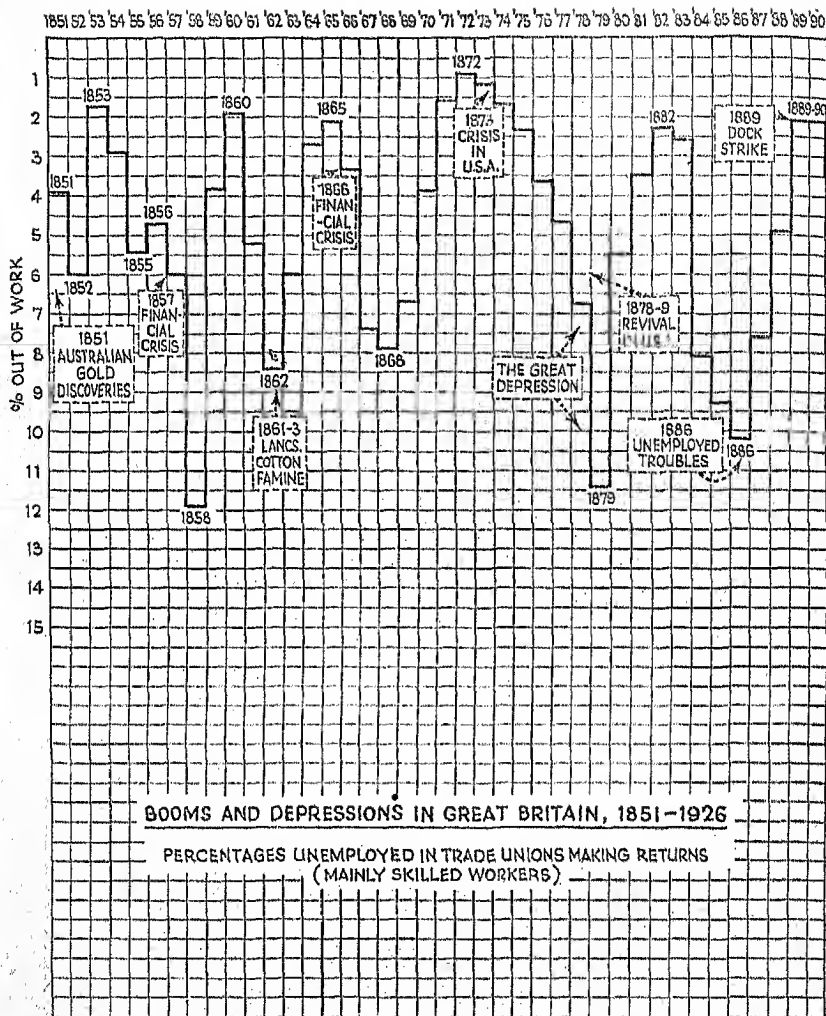 1851 52 '53 '54 '55 56 '57 '58 '59 '60 '61 '62 '63 '64 '65 '66 '67 '68 '69 '70 '71 '72 '73 '74 '75 '76 '77 '78 '79 '80 '81 '82 '83 '84 '85 '86 '87 '88 '89 '90
% OUT OF WORK
1
2
3
4
5
6
7
8
9
10
11
12
13
14
15
1851
1852
1853
1855
1856
1858
1860
1862
1865
1868
1872
1879
1882
1886
1889-90
1851
AUSTRALIAN
GOLD
DISCOVERIES
1857
FINAN-
CIAL
CRISIS
1861-3
LANCS.
COTTON
FAMINE
1866
FINAN
-CIAL
CRISIS
1873
CRISIS
IN
U.S.A.
THE GREAT
DEPRESSION
1878-9
REVIVAL
1886
UNEMPLOYED
TROUBLES
1889
DOCK
STRIKE
BOOMS AND DEPRESSIONS IN GREAT BRITAIN, 1851-1926
PERCENTAGES UNEMPLOYED IN TRADE UNIONS MAKING RETURNS
(MAINLY SKILLED WORKERS)